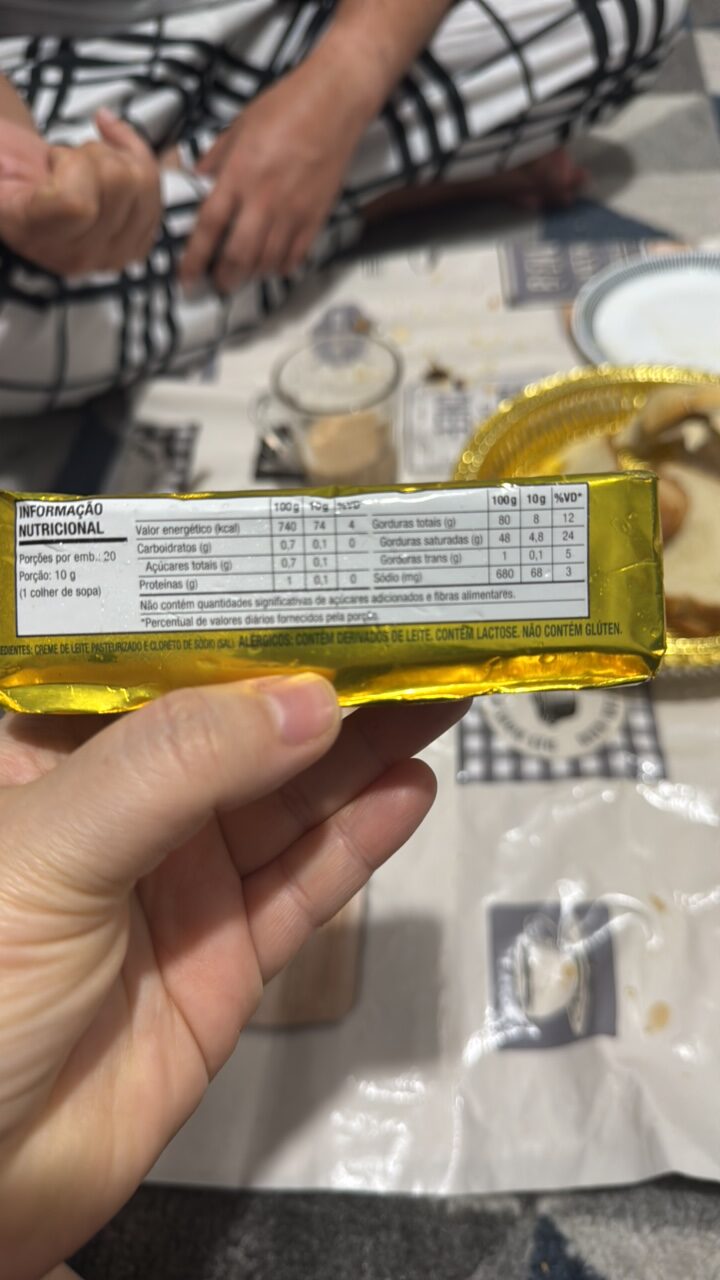 INFORMAÇÃO
NUTRICIONAL
Porções por emb.: 20
Porção: 10 g
(1 colher de sopa)
100 g 10g %VD*
Valor energético (kcal) 740 74 4
Carboidratos (g) 0,7 0,1 0
Açúcares totais (g) 0,7 0,1
Proteínas (g) 1 0,1 0
100 g 10 g %VD*
Gorduras totais (g) 80 8 12
Gorduras saturadas (g) 48 4,8 24
Gorduras trans (g) 1 0,1 5
Sódio (mg) 680 68 3
Não contém quantidades significativas de açúcares adicionados e fibras alimentares.
*Percentual de valores diários fornecidos pela porção.
EDIENTES: CREME DE LEITE PASTEURIZADO E CLORETO DE SÓDIO (SAL). ALÉRGICOS: CONTÉM DERIVADOS DE LEITE. CONTÉM LACTOSE. NÃO CONTÉM GLÚTEN.